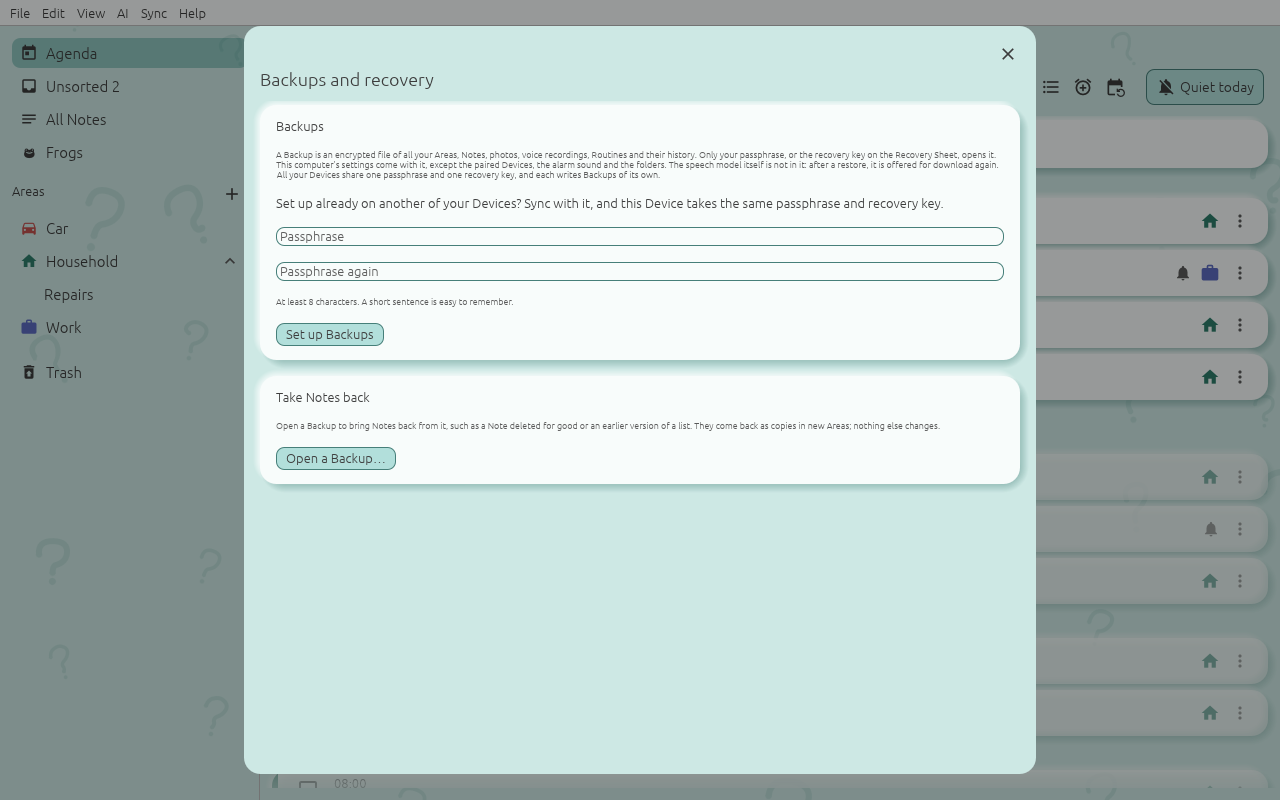 File Edit View AI Sync Help
Agenda
Unsorted 2
All Notes
Frogs
Areas
Car
Household
Repairs
Work
Trash
Quiet today
Backups and recovery
Backups
A Backup is an encrypted file of all your Areas, Notes, photos, voice recordings, Routines and their history. Only your passphrase, or the recovery key on the Recovery Sheet, opens it.
This computer's settings come with it, except the paired Devices, the alarm sound and the folders. The speech model itself is not in it: after a restore, it is offered for download again.
All your Devices share one passphrase and one recovery key, and each writes Backups of its own.
Set up already on another of your Devices? Sync with it, and this Device takes the same passphrase and recovery key.
Passphrase
Passphrase again
At least 8 characters. A short sentence is easy to remember.
Set up Backups
Take Notes back
Open a Backup to bring Notes back from it, such as a Note deleted for good or an earlier version of a list. They come back as copies in new Areas; nothing else changes.
Open a Backup…
08:00